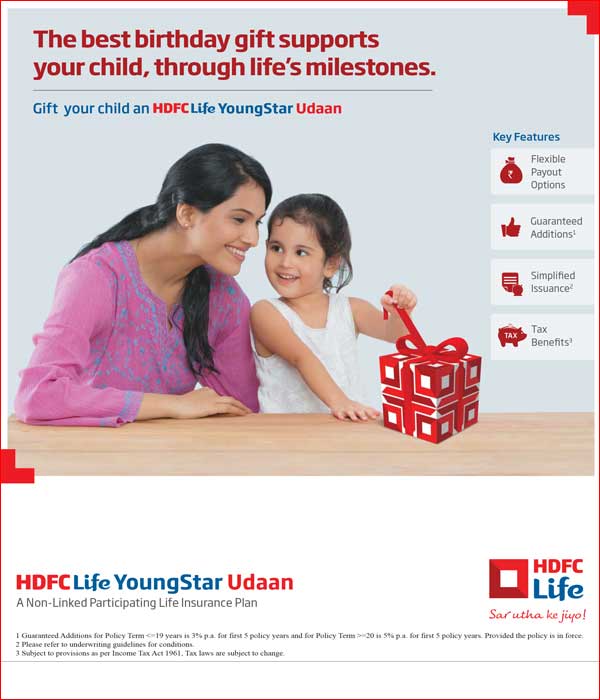 The best birthday gift supports
your child, through life's milestones.
Gift your child an HDFC Life YoungStar Udaan
Key Features
₹
Flexible
Payout
Options
Guaranteed
Additions¹
Simplified
Issuance²
TAX
Tax
Benefits³
HDFC Life YoungStar Udaan
A Non-Linked Participating Life Insurance Plan
HDFC
Life
Sar utha ke jiyo!
1 Guaranteed Additions for Policy Term <=19 years is 3% p.a. for first 5 policy years and for Policy Term >=20 is 5% p.a. for first 5 policy years. Provided the policy is in force.
2 Please refer to underwriting guidelines for conditions.
3 Subject to provisions as per Income Tax Act 1961, Tax laws are subject to change.